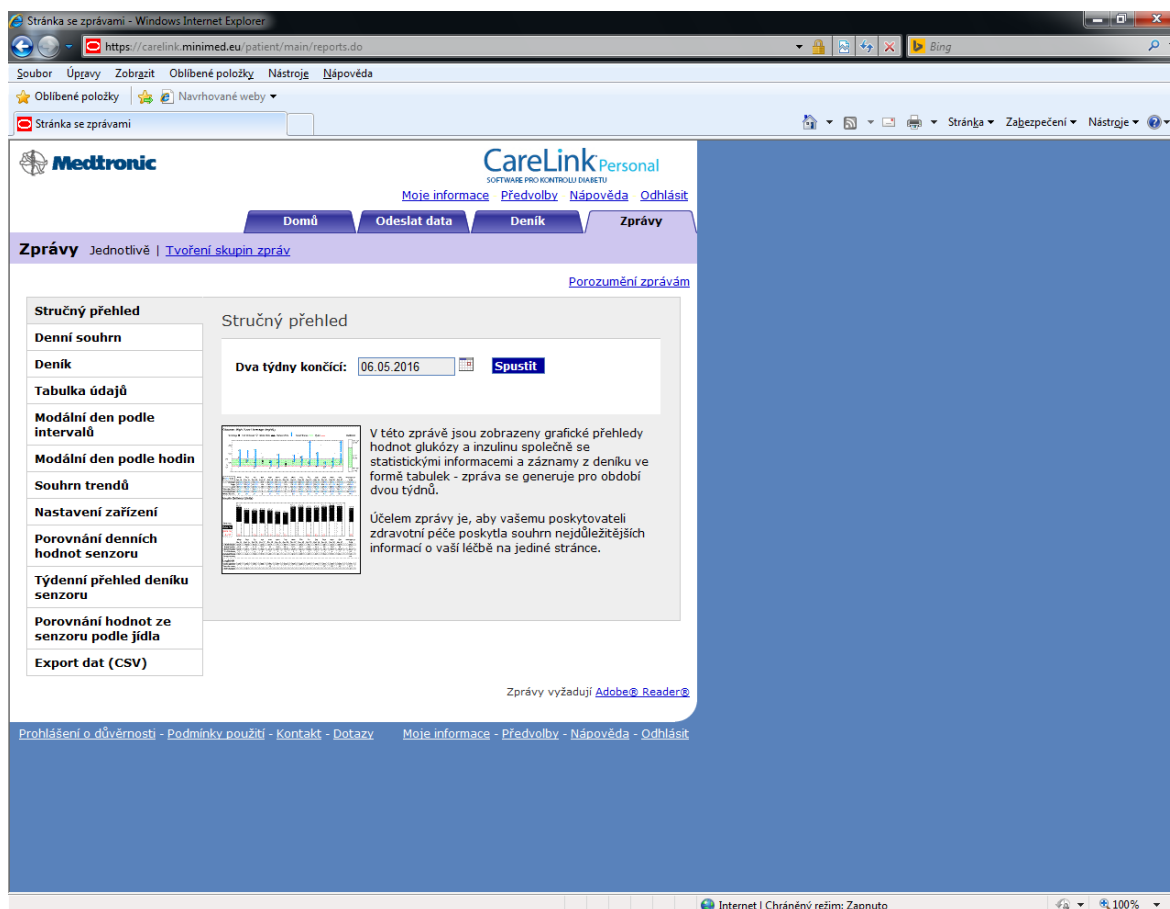 Stránka se zprávami - Windows Internet Explorer
https://carelink.minimed.eu/patient/main/reports.do
Bing
Soubor Úpravy Zobrazit Oblíbené položky Nástroje Nápověda
Oblíbené položky Navrhované weby
Stránka se zprávami
Stránka Zabezpečení Nástroje
Medtronic
CareLink Personal
SOFTWARE PRO KONTROLU DIABETU
Moje informace Předvolby Nápověda Odhlásit
Domů Odeslat data Deník Zprávy
Zprávy Jednotlivě | Tvoření skupin zpráv
Porozumění zprávám
Stručný přehled
Denní souhrn
Deník
Tabulka údajů
Modální den podle
intervalů
Modální den podle hodin
Souhrn trendů
Nastavení zařízení
Porovnání denních
hodnot senzoru
Týdenní přehled deníku
senzoru
Porovnání hodnot ze
senzoru podle jídla
Export dat (CSV)
Stručný přehled
Dva týdny končící: 06.05.2016 Spustit
V této zprávě jsou zobrazeny grafické přehledy
hodnot glukózy a inzulinu společně se
statistickými informacemi a záznamy z deníku ve
formě tabulek - zpráva se generuje pro období
dvou týdnů.
Účelem zprávy je, aby vašemu poskytovateli
zdravotní péče poskytla souhrn nejdůležitějších
informací o vaší léčbě na jediné stránce.
Zprávy vyžadují Adobe® Reader®
Prohlášení o důvěrnosti - Podmínky použití - Kontakt - Dotazy Moje informace - Předvolby - Nápověda - Odhlásit
Internet | Chráněný režim: Zapnuto 100%